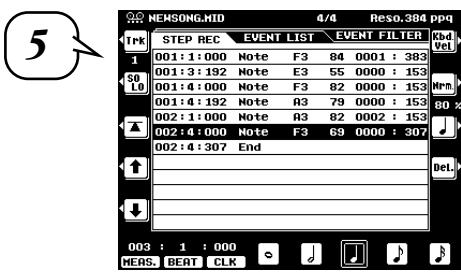 5
NEWSONG.MID 4/4 Reso.384 ppq
Trk STEP REC EVENT LIST EVENT FILTER Kbd. Vel
1
001:1:000 Note F3 84 0001 : 383
001:3:192 Note E3 55 0000 : 153
SO LO 001:4:000 Note F3 82 0000 : 153 Nrm.
001:4:192 Note A3 79 0000 : 153 80 %
002:1:000 Note A3 82 0002 : 153
002:4:000 Note F3 69 0000 : 307
002:4:307 End
Del.
003 : 1 : 000
MEAS. BEAT CLK